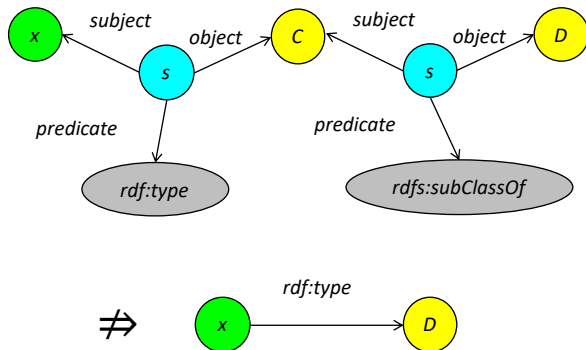 subject
subject
x
object
C
object
D
s
s
predicate
predicate
rdf:type
rdfs:subClassOf
rdf:type
⇏
x
D